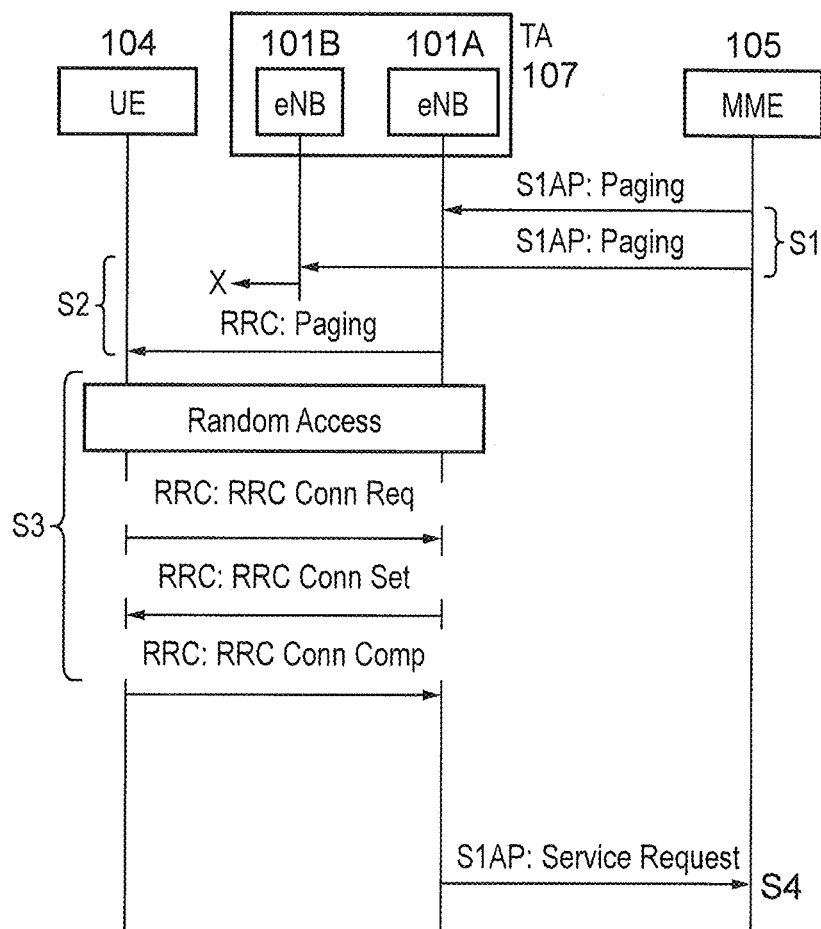 104
101B
101A
TA
107
105
UE
eNB
eNB
MME
S1AP: Paging
S1AP: Paging
S1
X
S2
RRC: Paging
Random Access
RRC: RRC Conn Req
S3
RRC: RRC Conn Set
RRC: RRC Conn Comp
S1AP: Service Request
S4